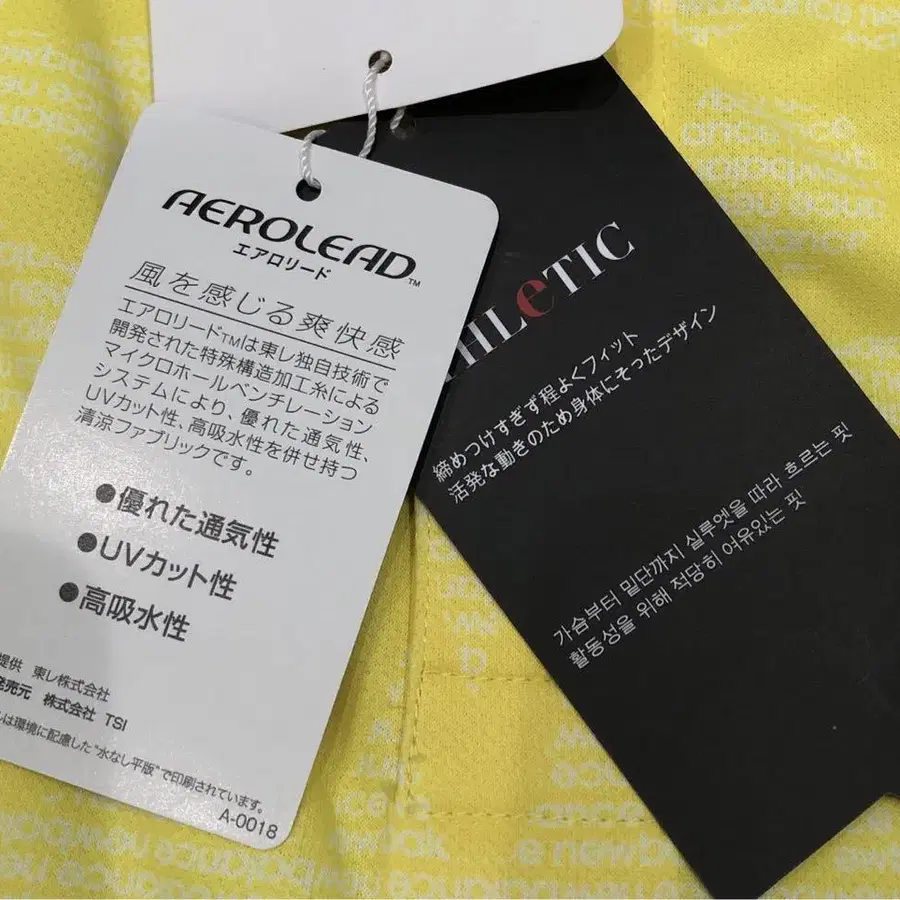 AEROLEAD™
エアロリード
風を感じる爽快感
エアロリード™は東レ独自技術で
開発された特殊構造加工糸による
マイクロホールベンチレーション
システムにより、優れた通気性、
UVカット性、高吸水性を併せ持つ
清涼ファブリックです。
●優れた通気性
●UVカット性
●高吸水性
提供 東レ株式会社
発売元 株式会社 TSI
は環境に配慮した“水なし平版”で印刷されています。
A-0018
HLeTIC
締めつけすぎず程よくフィット
活発な動きのため身体にそったデザイン
가슴부터 밑단까지 실루엣을 따라 흐르는 핏
활동성을 위해 적당히 여유있는 핏